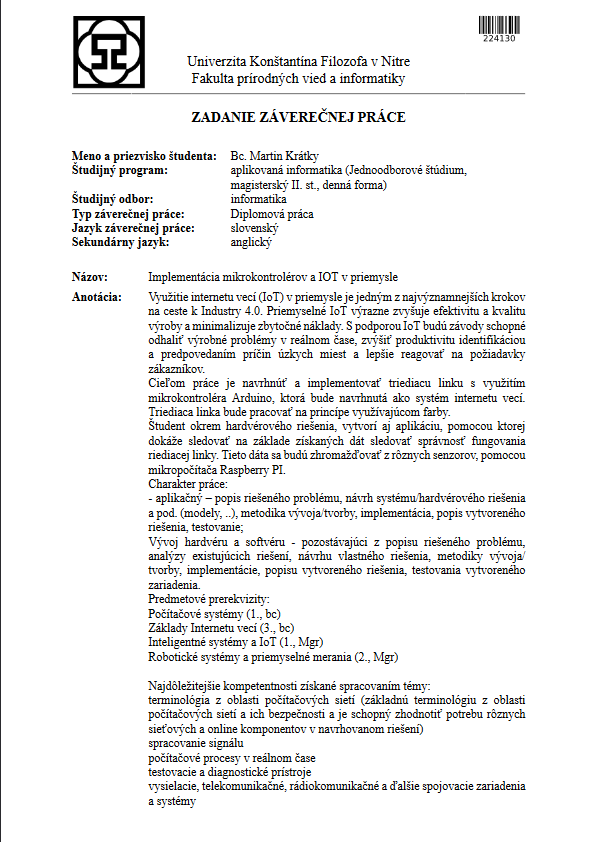 224130
Univerzita Konštantína Filozofa v Nitre
Fakulta prírodných vied a informatiky
ZADANIE ZÁVEREČNEJ PRÁCE
Meno a priezvisko študenta: Bc. Martin Krátky
Študijný program: aplikovaná informatika (Jednoodborové štúdium,
magisterský II. st., denná forma)
Študijný odbor: informatika
Typ záverečnej práce: Diplomová práca
Jazyk záverečnej práce: slovenský
Sekundárny jazyk: anglický
Názov: Implementácia mikrokontrolérov a IOT v priemysle
Anotácia: Využitie internetu vecí (IoT) v priemysle je jedným z najvýznamnejších krokov
na ceste k Industry 4.0. Priemyselné IoT výrazne zvyšuje efektivitu a kvalitu
výroby a minimalizuje zbytočné náklady. S podporou IoT budú závody schopné
odhaliť výrobné problémy v reálnom čase, zvýšiť produktivitu identifikáciou
a predpovedaním príčin úzkych miest a lepšie reagovať na požiadavky
zákazníkov.
Cieľom práce je navrhnúť a implementovať triediacu linku s využitím
mikrokontroléra Arduino, ktorá bude navrhnutá ako systém internetu vecí.
Triediaca linka bude pracovať na princípe využívajúcom farby.
Študent okrem hardvérového riešenia, vytvorí aj aplikáciu, pomocou ktorej
dokáže sledovať na základe získaných dát sledovať správnosť fungovania
riediacej linky. Tieto dáta sa budú zhromažďovať z rôznych senzorov, pomocou
mikropočítača Raspberry PI.
Charakter práce:
- aplikačný – popis riešeného problému, návrh systému/hardvérového riešenia
a pod. (modely, ..), metodika vývoja/tvorby, implementácia, popis vytvoreného
riešenia, testovanie;
Vývoj hardvéru a softvéru - pozostávajúci z popisu riešeného problému,
analýzy existujúcich riešení, návrhu vlastného riešenia, metodiky vývoja/
tvorby, implementácie, popisu vytvoreného riešenia, testovania vytvoreného
zariadenia.
Predmetové prerekvizity:
Počítačové systémy (1., bc)
Základy Internetu vecí (3., bc)
Inteligentné systémy a IoT (1., Mgr)
Robotické systémy a priemyselné merania (2., Mgr)
Najdôležitejšie kompetentnosti získané spracovaním témy:
terminológia z oblasti počítačových sietí (základnú terminológiu z oblasti
počítačových sietí a ich bezpečnosti a je schopný zhodnotiť potrebu rôznych
sieťových a online komponentov v navrhovanom riešení)
spracovanie signálu
počítačové procesy v reálnom čase
testovacie a diagnostické prístroje
vysielacie, telekomunikačné, rádiokomunikačné a ďalšie spojovacie zariadenia
a systémy